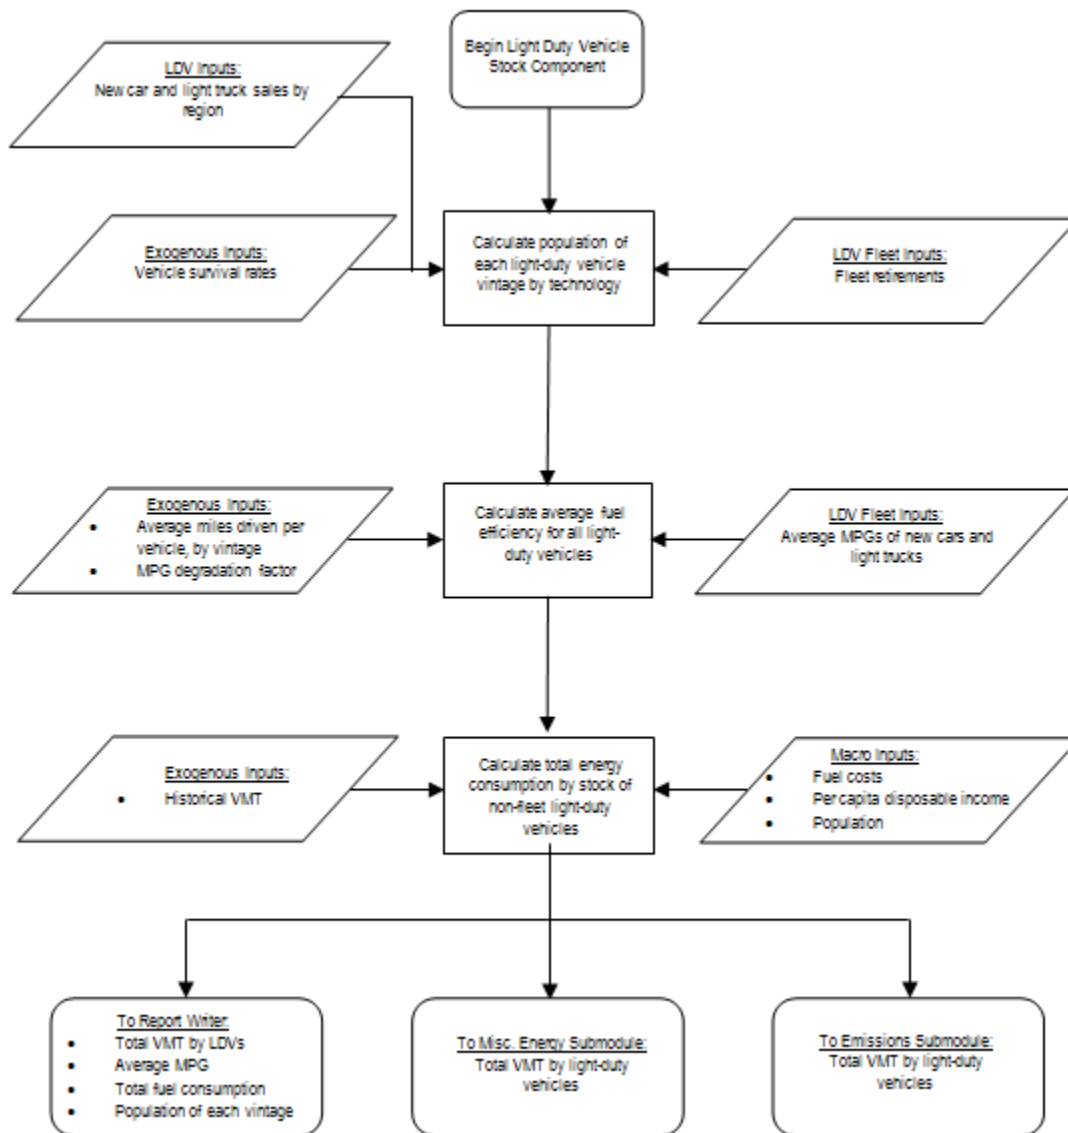 Begin Light Duty Vehicle
Stock Component
LDV Inputs:
New car and light truck sales by
region
Exogenous Inputs:
Vehicle survival rates
Calculate population of
each light-duty vehicle
vintage by technology
LDV Fleet Inputs:
Fleet retirements
Exogenous Inputs:
• Average miles driven per
vehicle, by vintage
• MPG degradation factor
Calculate average fuel
efficiency for all light-
duty vehicles
LDV Fleet Inputs:
Average MPGs of new cars and
light trucks
Exogenous Inputs:
• Historical VMT
Calculate total energy
consumption by stock of
non-fleet light-duty
vehicles
Macro Inputs:
• Fuel costs
• Per capita disposable income
• Population
To Report Writer:
• Total VMT by LDVs
• Average MPG
• Total fuel consumption
• Population of each vintage
To Misc. Energy Submodule:
Total VMT by light-duty
vehicles
To Emissions Submodule:
Total VMT by light-duty
vehicles